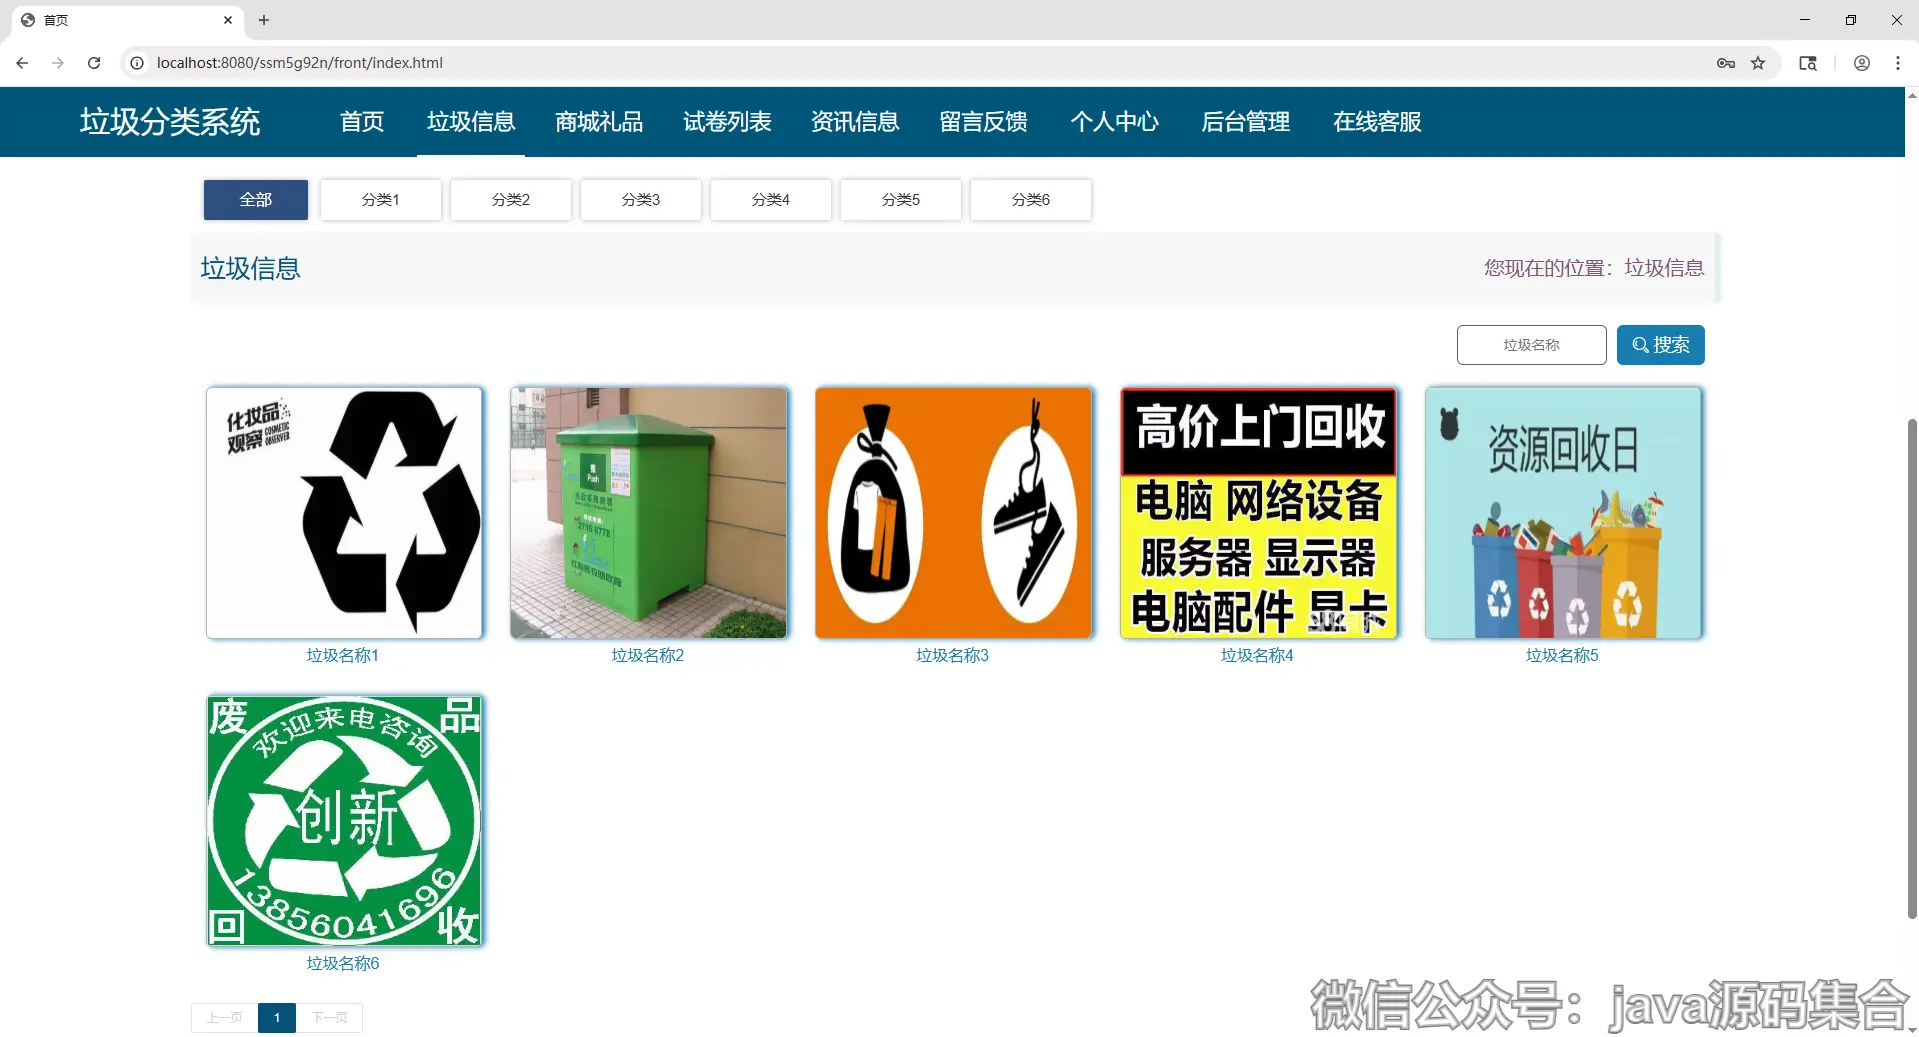 首页
localhost:8080/ssm5g92n/front/index.html
垃圾分类系统
首页
垃圾信息
商城礼品
试卷列表
资讯信息
留言反馈
个人中心
后台管理
在线客服
全部
分类1
分类2
分类3
分类4
分类5
分类6
垃圾信息
您现在的位置：垃圾信息
垃圾名称
搜索
化妆品
观察
COSMETIC
OBSERVER
Push
2716 6778
高价上门回收
电脑 网络设备
服务器 显示器
电脑配件 显卡
资源回收日
垃圾名称1
垃圾名称2
垃圾名称3
垃圾名称4
垃圾名称5
废品
欢迎来电咨询
创新
13856041696
回收
垃圾名称6
上一页
1
下一页
微信公众号：java源码集合